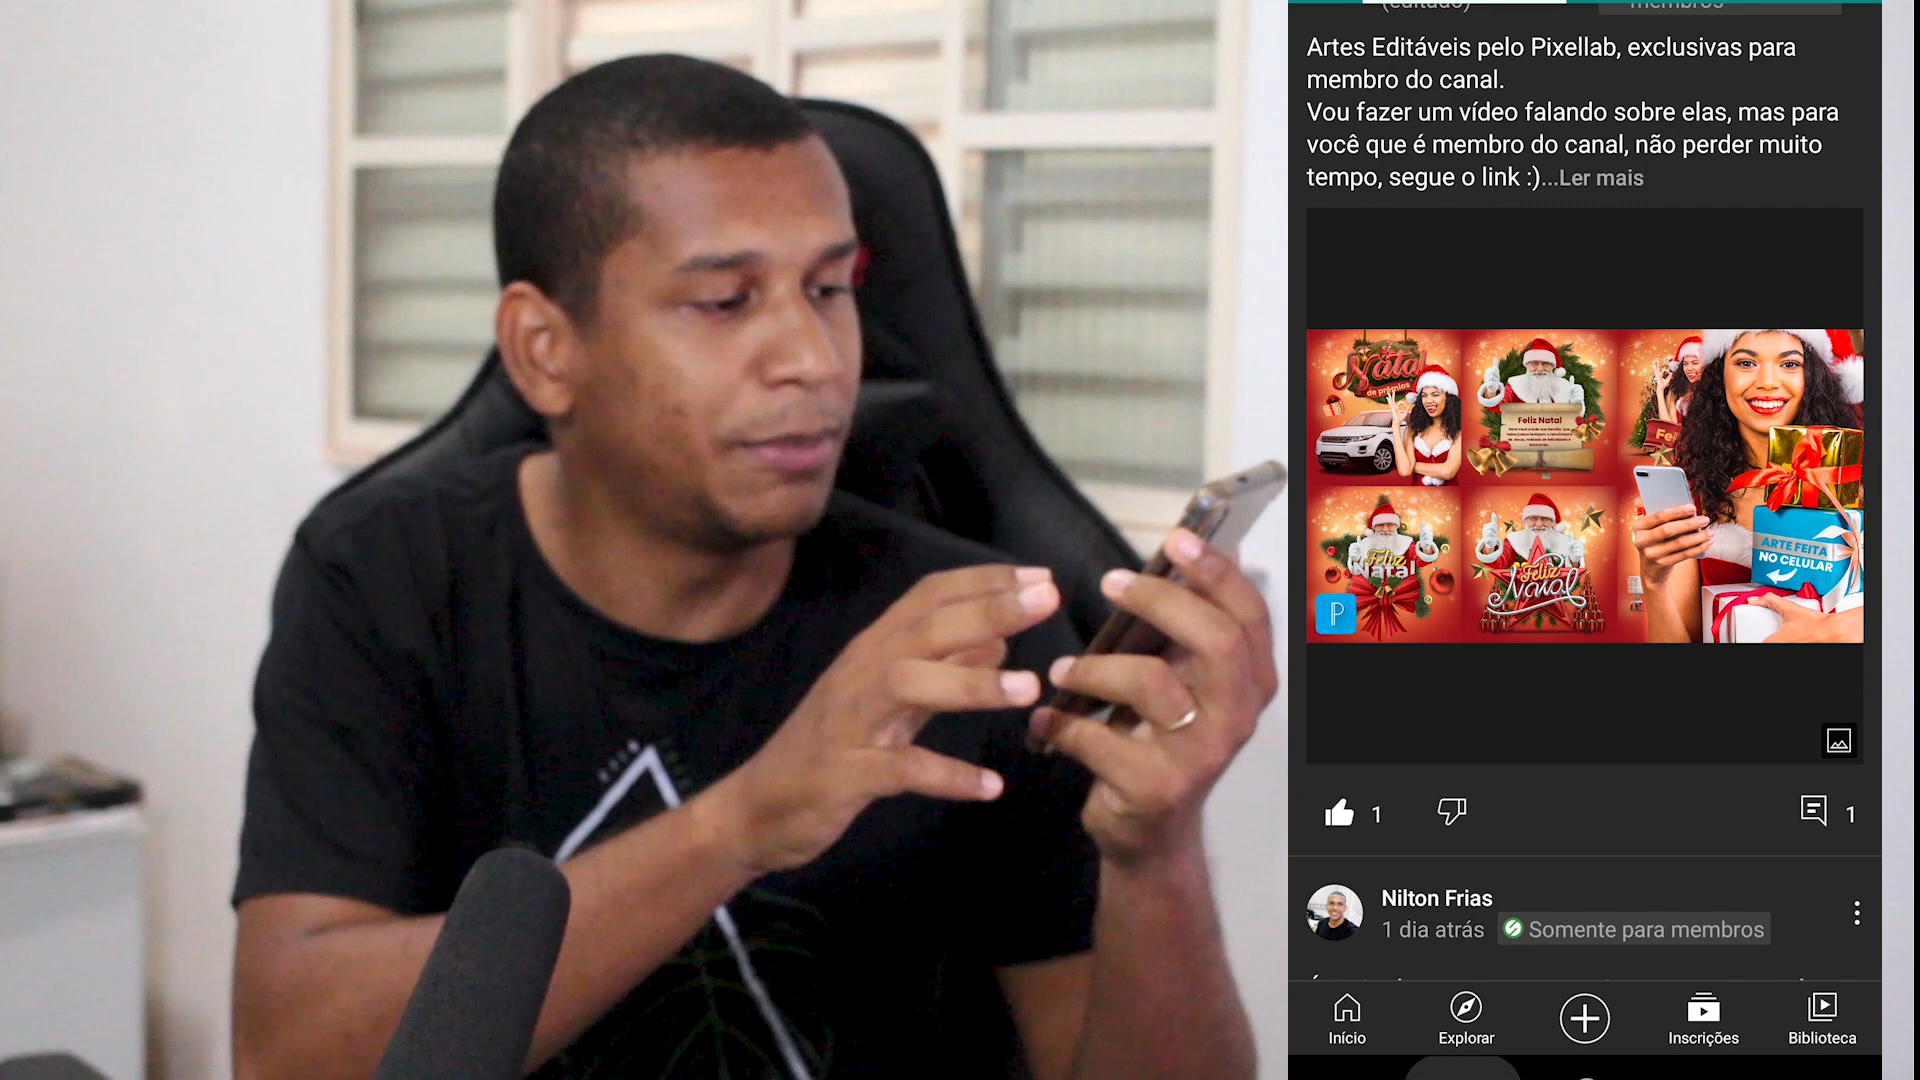 (editado)
membros
Artes Editáveis pelo Pixellab, exclusivas para
membro do canal.
Vou fazer um vídeo falando sobre elas, mas para
você que é membro do canal, não perder muito
tempo, segue o link :)...Ler mais
Natal
de prêmios
Feliz Natal
Fel
Feliz
Natal
Feliz
Natal
ARTE FEITA
NO CELULAR
P
1
1
Nilton Frias
1 dia atrás
Somente para membros
Início
Explorar
Inscrições
Biblioteca